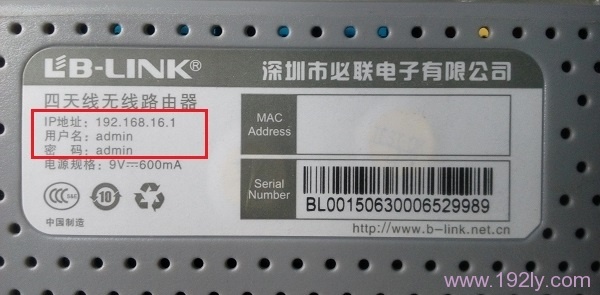 LB-LINK® 深圳市必联电子有限公司
四天线无线路由器
IP地址：192.168.16.1
用户名：admin
密　码：admin
电源规格：9V⎓600mA
MAC
Address
Serial
Number
BL00150630006529989
10
中国制造
http://www.b-link.net.cn
www.192ly.com